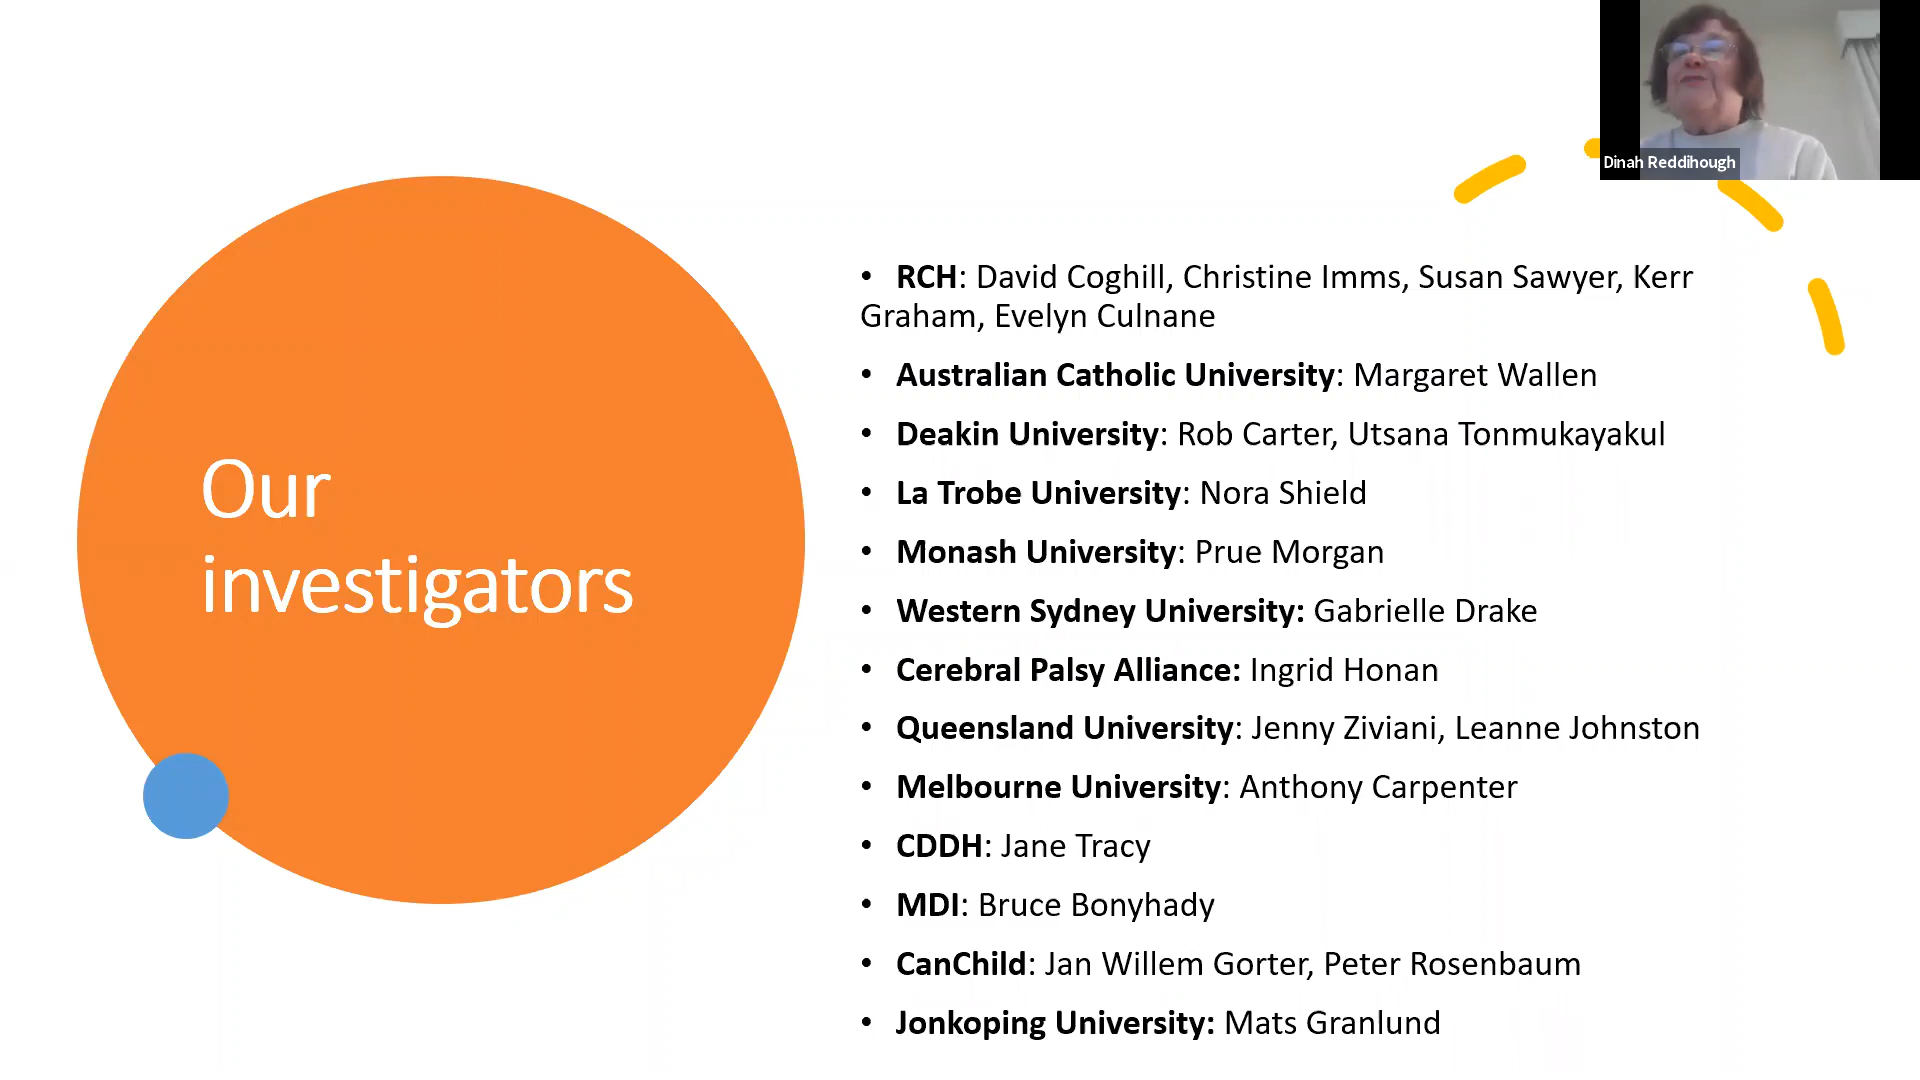 Dinah Reddihough
Our
investigators
• RCH: David Coghill, Christine Imms, Susan Sawyer, Kerr
Graham, Evelyn Culnane
• Australian Catholic University: Margaret Wallen
• Deakin University: Rob Carter, Utsana Tonmukayakul
• La Trobe University: Nora Shield
• Monash University: Prue Morgan
• Western Sydney University: Gabrielle Drake
• Cerebral Palsy Alliance: Ingrid Honan
• Queensland University: Jenny Ziviani, Leanne Johnston
• Melbourne University: Anthony Carpenter
• CDDH: Jane Tracy
• MDI: Bruce Bonyhady
• CanChild: Jan Willem Gorter, Peter Rosenbaum
• Jonkoping University: Mats Granlund